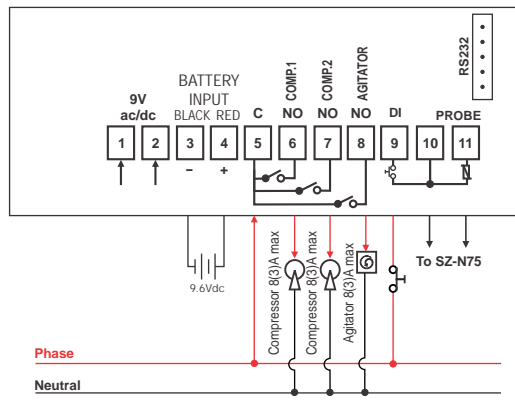 RS232
9V
ac/dc
BATTERY
INPUT
BLACK RED
COMP.1
COMP.2
AGITATOR
C
NO
NO
NO
DI
PROBE
1
2
3
4
5
6
7
8
9
10
11
–
+
9.6Vdc
Compressor 8(3)A max
Compressor 8(3)A max
Agitator 8(3)A max
To SZ-N75
Phase
Neutral